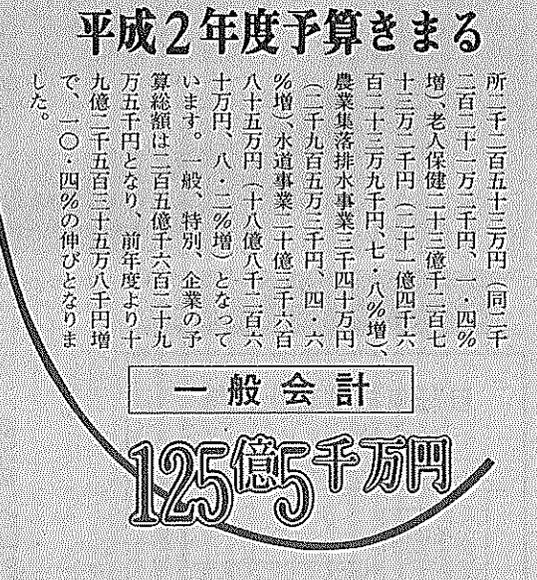 平成2年度予算きまる
所二千二百五十三万円（同二千
二百二十一万二千円、一・四％
増）、老人保健二十三億千二百七
十三万二千円（二十一億四千六
百二十三万九千円、七・八％増）、
農業集落排水事業三千四十万円
（二千九百五万三千円、四・六
％増）、水道事業二十億三千六百
八十五万円（十八億八千二百六
十万円、八・二％増）となって
います。一般、特別、企業の予
算総額は二百五億千六百二十九
万五千円となり、前年度より十
九億二千五百三十五万八千円増
で、一〇・四％の伸びとなりま
した。
一般会計
125億5千万円